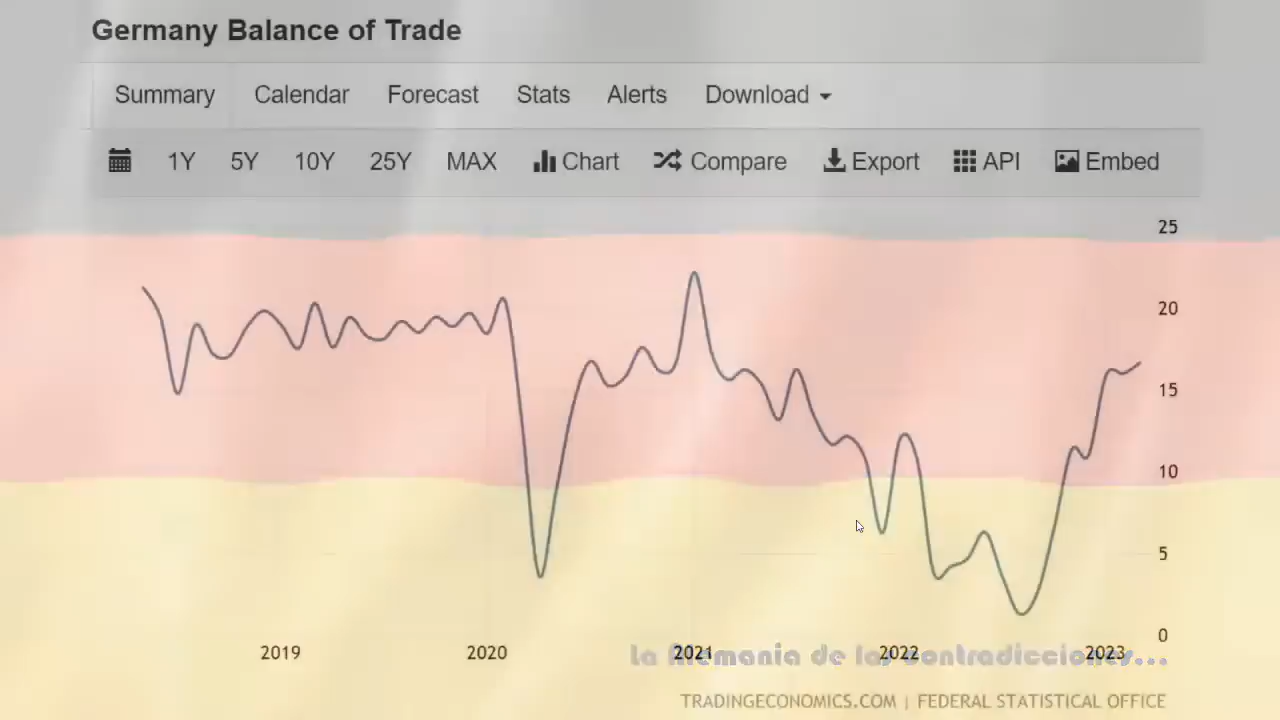 Germany Balance of Trade
Summary Calendar Forecast Stats Alerts Download
1Y 5Y 10Y 25Y MAX Chart Compare Export API Embed
25
20
15
10
5
0
2019 2020 2021 2022 2023
La Alemania de las contradicciones...
TRADINGECONOMICS.COM | FEDERAL STATISTICAL OFFICE